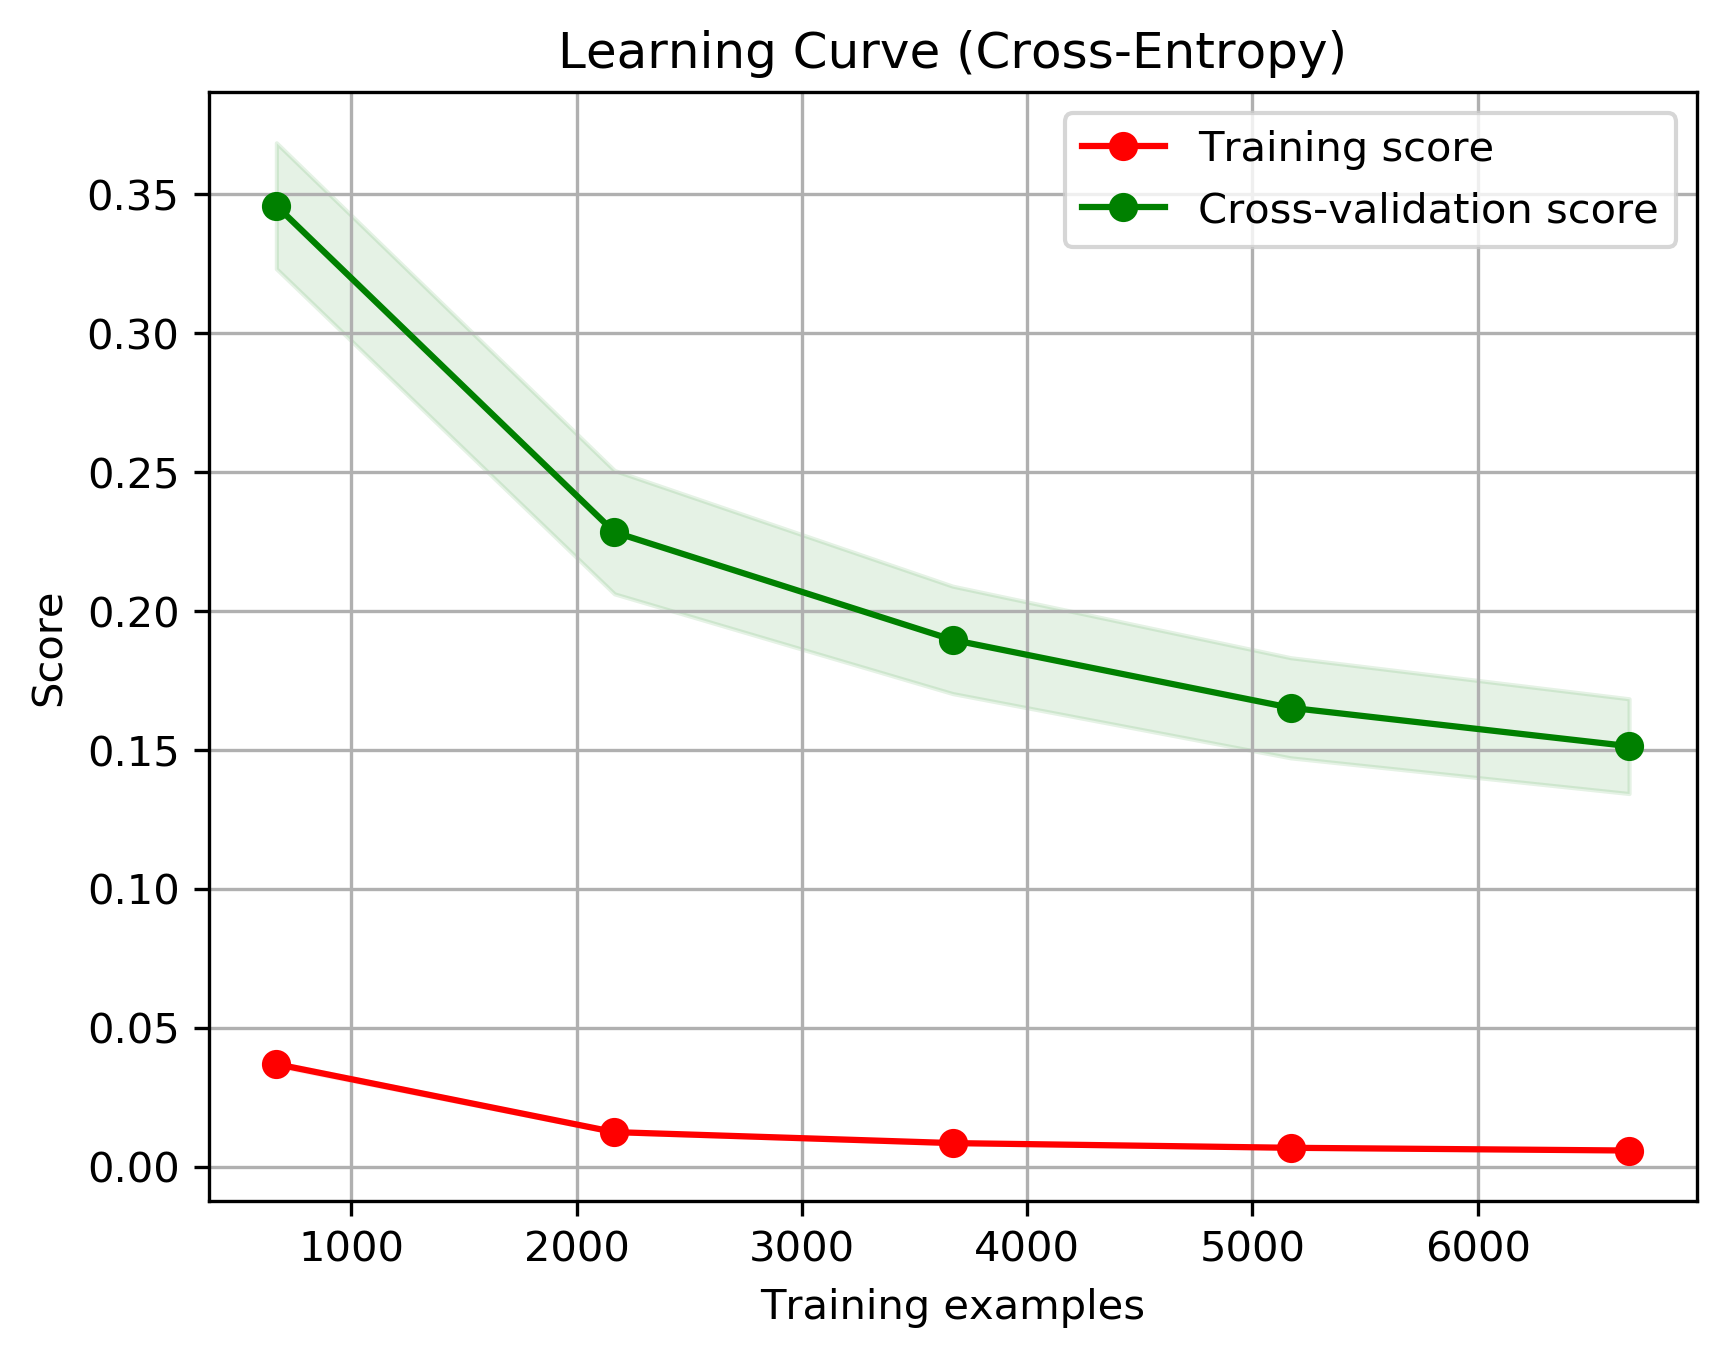 Learning Curve (Cross-Entropy)
Training score
Cross-validation score
0.35
0.30
0.25
0.20
0.15
0.10
0.05
0.00
Score
1000 2000 3000 4000 5000 6000
Training examples